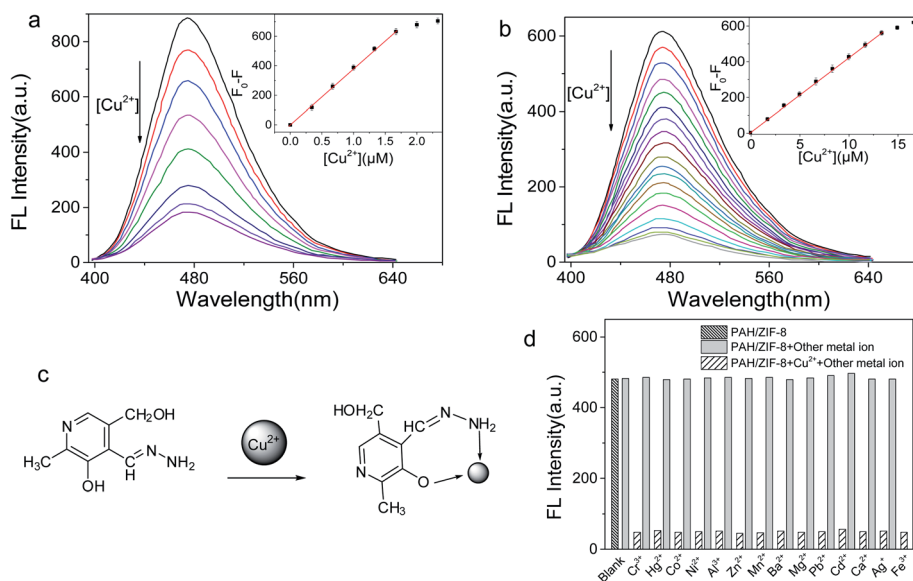 a
FL Intensity(a.u.)
800
600
400
200
0
400
480
560
640
Wavelength(nm)
[Cu²⁺]
F₀-F
600
400
200
0
0.0
0.5
1.0
1.5
2.0
[Cu²⁺](μM)
b
FL Intensity(a.u.)
600
500
400
300
200
100
0
400
480
560
640
Wavelength(nm)
[Cu²⁺]
F₀-F
600
400
200
0
0
5
10
15
[Cu²⁺](μM)
c
N
CH₂OH
CH₃
OH
C
H
N
N
NH₂
Cu²⁺
HOH₂C
HC
N
NH₂
N
O
CH₃
d
PAH/ZIF-8
PAH/ZIF-8+Other metal ion
PAH/ZIF-8+Cu²⁺+Other metal ion
FL Intensity(a.u.)
600
400
200
0
Blank
Cr³⁺
Hg²⁺
Co²⁺
Ni²⁺
Al³⁺
Zn²⁺
Mn²⁺
Ba²⁺
Mg²⁺
Pb²⁺
Cd²⁺
Ca²⁺
Ag⁺
Fe³⁺